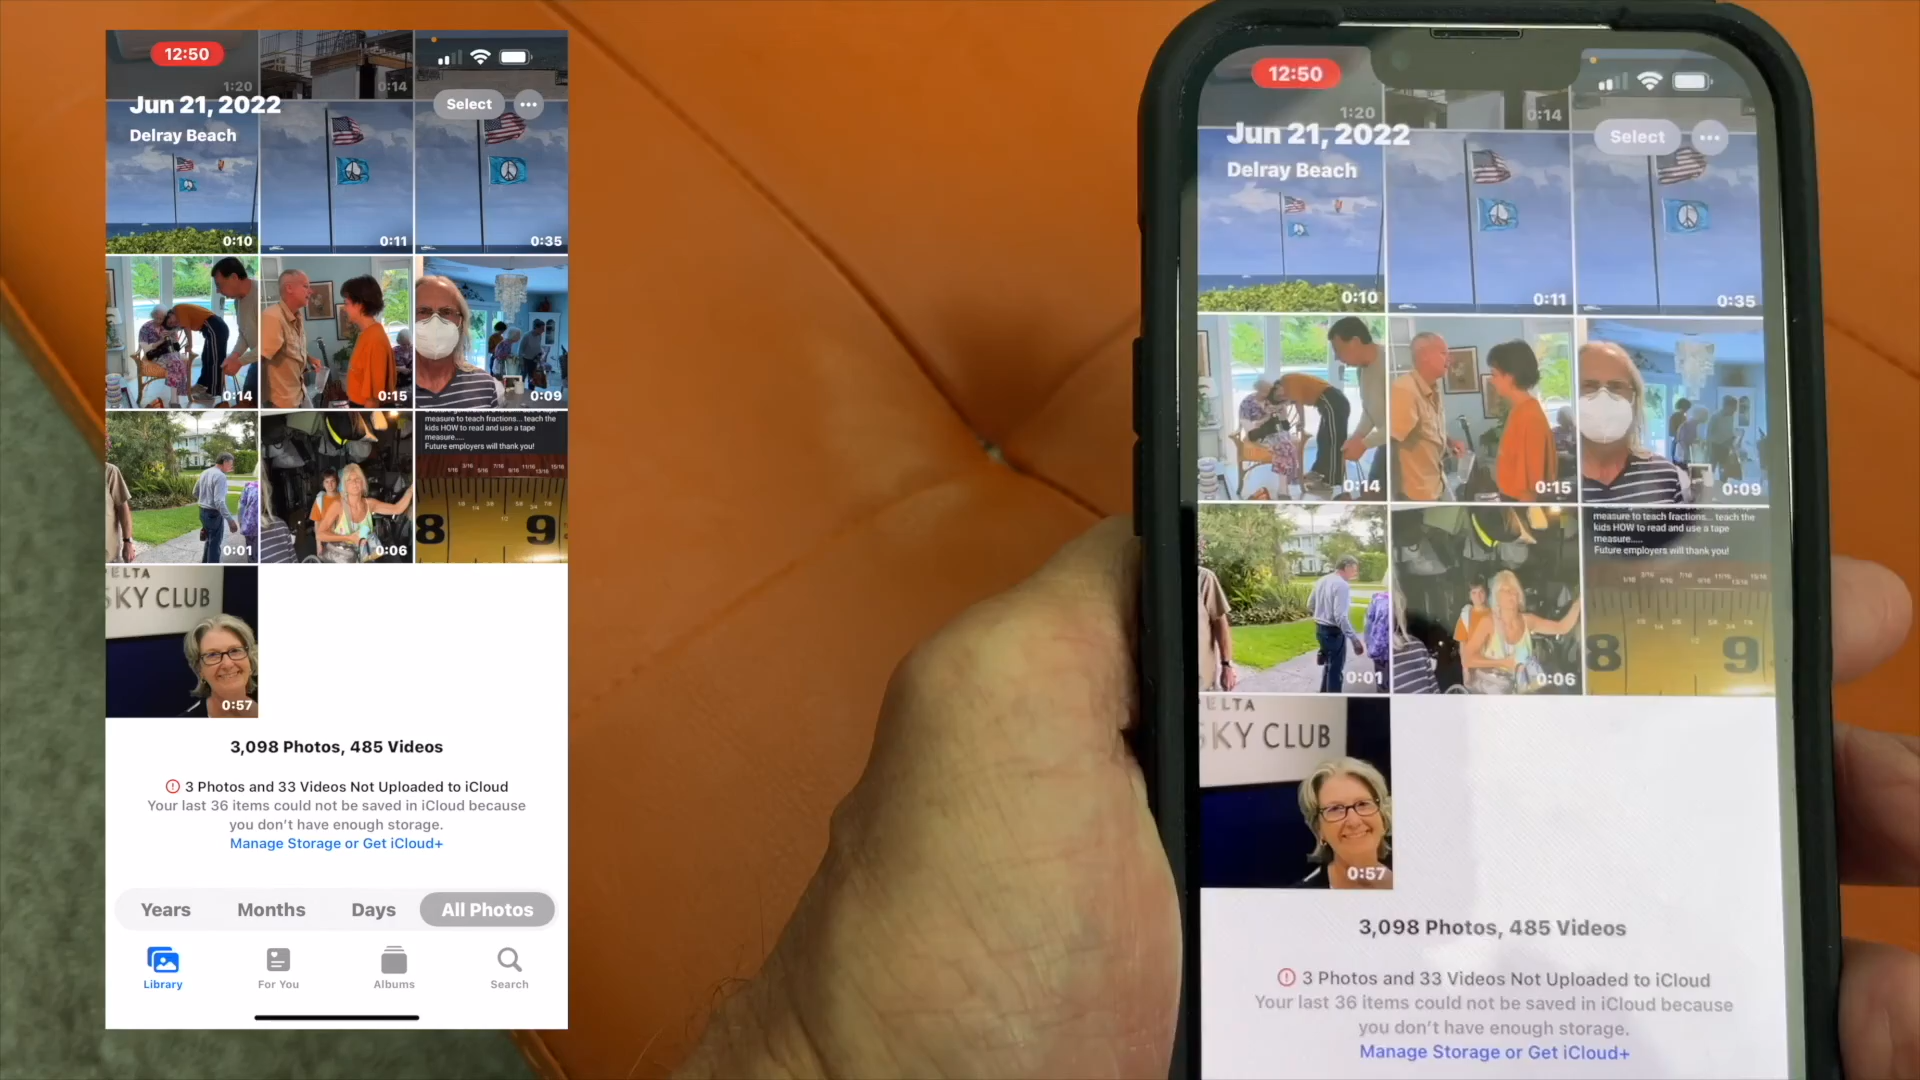 12:50
1:20
0:14
Jun 21, 2022
Select
Delray Beach
0:10
0:11
0:35
0:14
0:15
0:09
measure to teach fractions... teach the
kids HOW to read and use a tape
measure.....
Future employers will thank you!
8 9
0:01
0:06
SKY CLUB
0:57
3,098 Photos, 485 Videos
3 Photos and 33 Videos Not Uploaded to iCloud
Your last 36 items could not be saved in iCloud because
you don't have enough storage.
Manage Storage or Get iCloud+
Years Months Days All Photos
Library For You Albums Search
12:50
1:20
0:14
Jun 21, 2022
Select
Delray Beach
0:10
0:11
0:35
0:14
0:15
0:09
measure to teach fractions... teach the
kids HOW to read and use a tape
measure.....
Future employers will thank you!
8 9
0:01
0:06
SKY CLUB
0:57
3,098 Photos, 485 Videos
3 Photos and 33 Videos Not Uploaded to iCloud
Your last 36 items could not be saved in iCloud because
you don't have enough storage.
Manage Storage or Get iCloud+